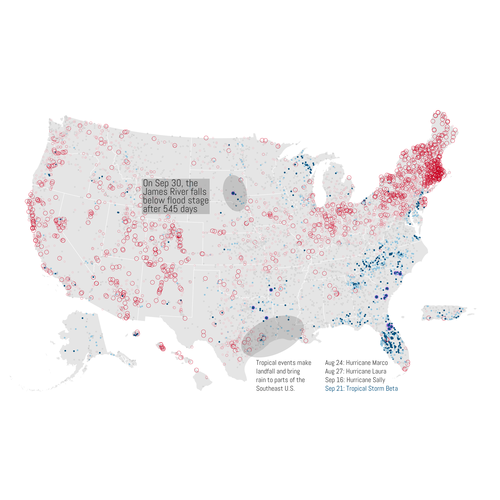 On Sep 30, the
James River falls
below flood stage
after 545 days
Tropical events make
landfall and bring
rain to parts of the
Southeast U.S.
Aug 24: Hurricane Marco
Aug 27: Hurricane Laura
Sep 16: Hurricane Sally
Sep 21: Tropical Storm Beta